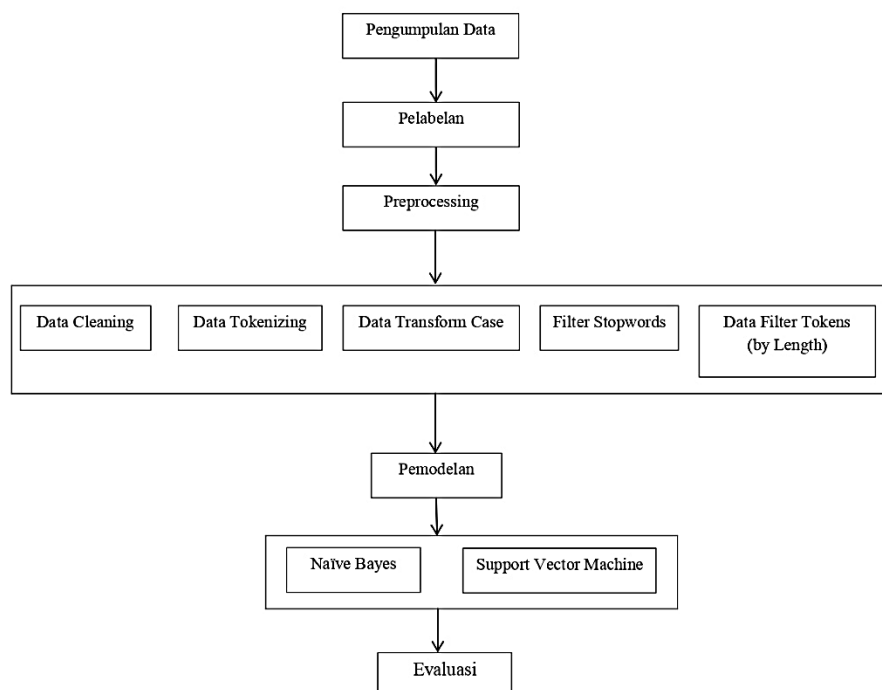 Pengumpulan Data
Pelabelan
Preprocessing
Data Cleaning
Data Tokenizing
Data Transform Case
Filter Stopwords
Data Filter Tokens
(by Length)
Pemodelan
Naïve Bayes
Support Vector Machine
Evaluasi